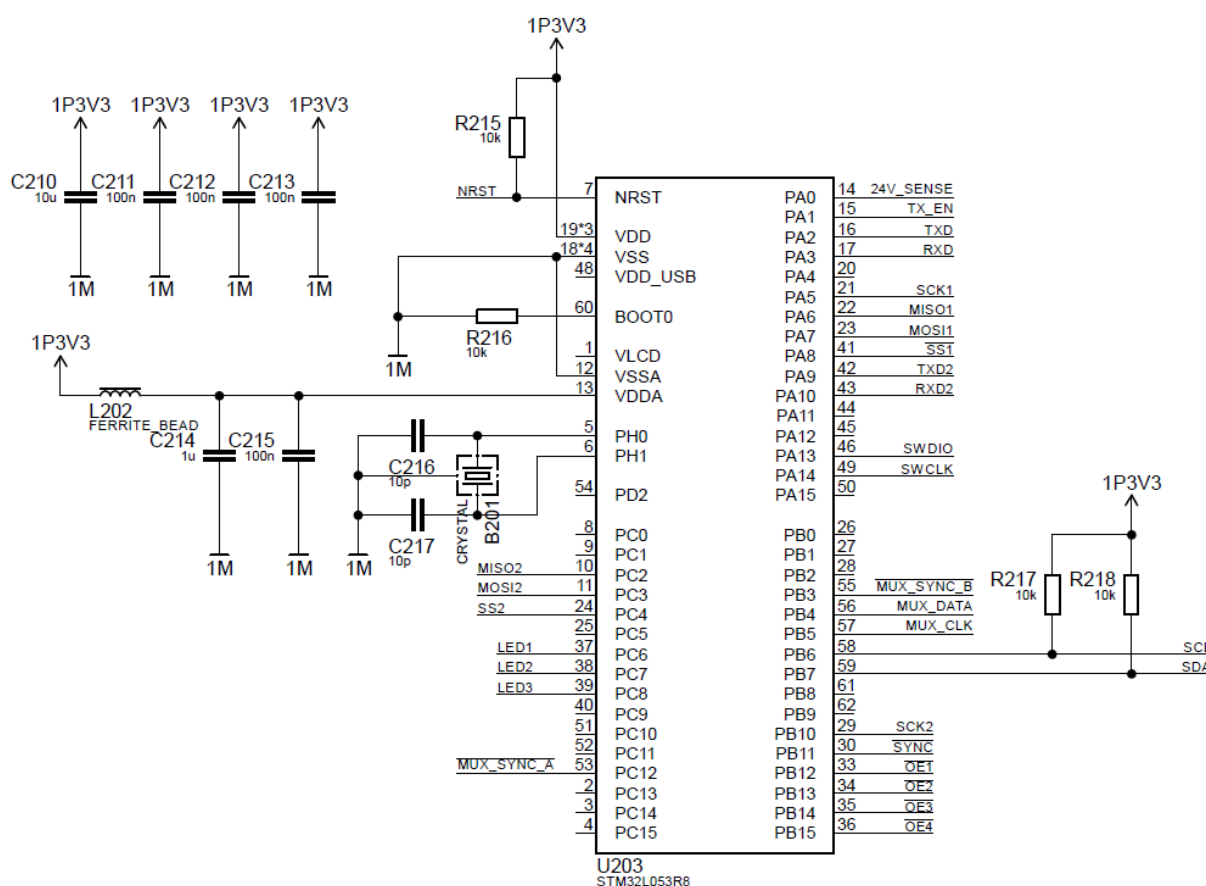 1P3V3
1P3V3 1P3V3 1P3V3 1P3V3
C210 10u
C211 100n
C212 100n
C213 100n
1M 1M 1M 1M
R215
10k
NRST
1P3V3
L202
FERRITE_BEAD
C214 1u
C215 100n
1M 1M
1M
R216
10k
C216
10p
C217
10p
1M
CRYSTAL
B201
MISO2
MOSI2
SS2
LED1
LED2
LED3
MUX_SYNC_A
7 NRST
19*3 VDD
18*4 VSS
48 VDD_USB
60 BOOT0
1 VLCD
12 VSSA
13 VDDA
5 PH0
6 PH1
54 PD2
8 PC0
9 PC1
10 PC2
11 PC3
24 PC4
25 PC5
37 PC6
38 PC7
39 PC8
40 PC9
51 PC10
52 PC11
53 PC12
2 PC13
3 PC14
4 PC15
PA0 14 24V_SENSE
PA1 15 TX_EN
PA2 16 TXD
PA3 17 RXD
PA4 20
PA5 21 SCK1
PA6 22 MISO1
PA7 23 MOSI1
PA8 41 SS1
PA9 42 TXD2
PA10 43 RXD2
PA11 44
PA12 45
PA13 46 SWDIO
PA14 49 SWCLK
PA15 50
PB0 26
PB1 27
PB2 28
PB3 55 MUX_SYNC_B
PB4 56 MUX_DATA
PB5 57 MUX_CLK
PB6 58
PB7 59
PB8 61
PB9 62
PB10 29 SCK2
PB11 30 SYNC
PB12 33 OE1
PB13 34 OE2
PB14 35 OE3
PB15 36 OE4
1P3V3
R217
10k
R218
10k
SDA
U203
STM32L053R8